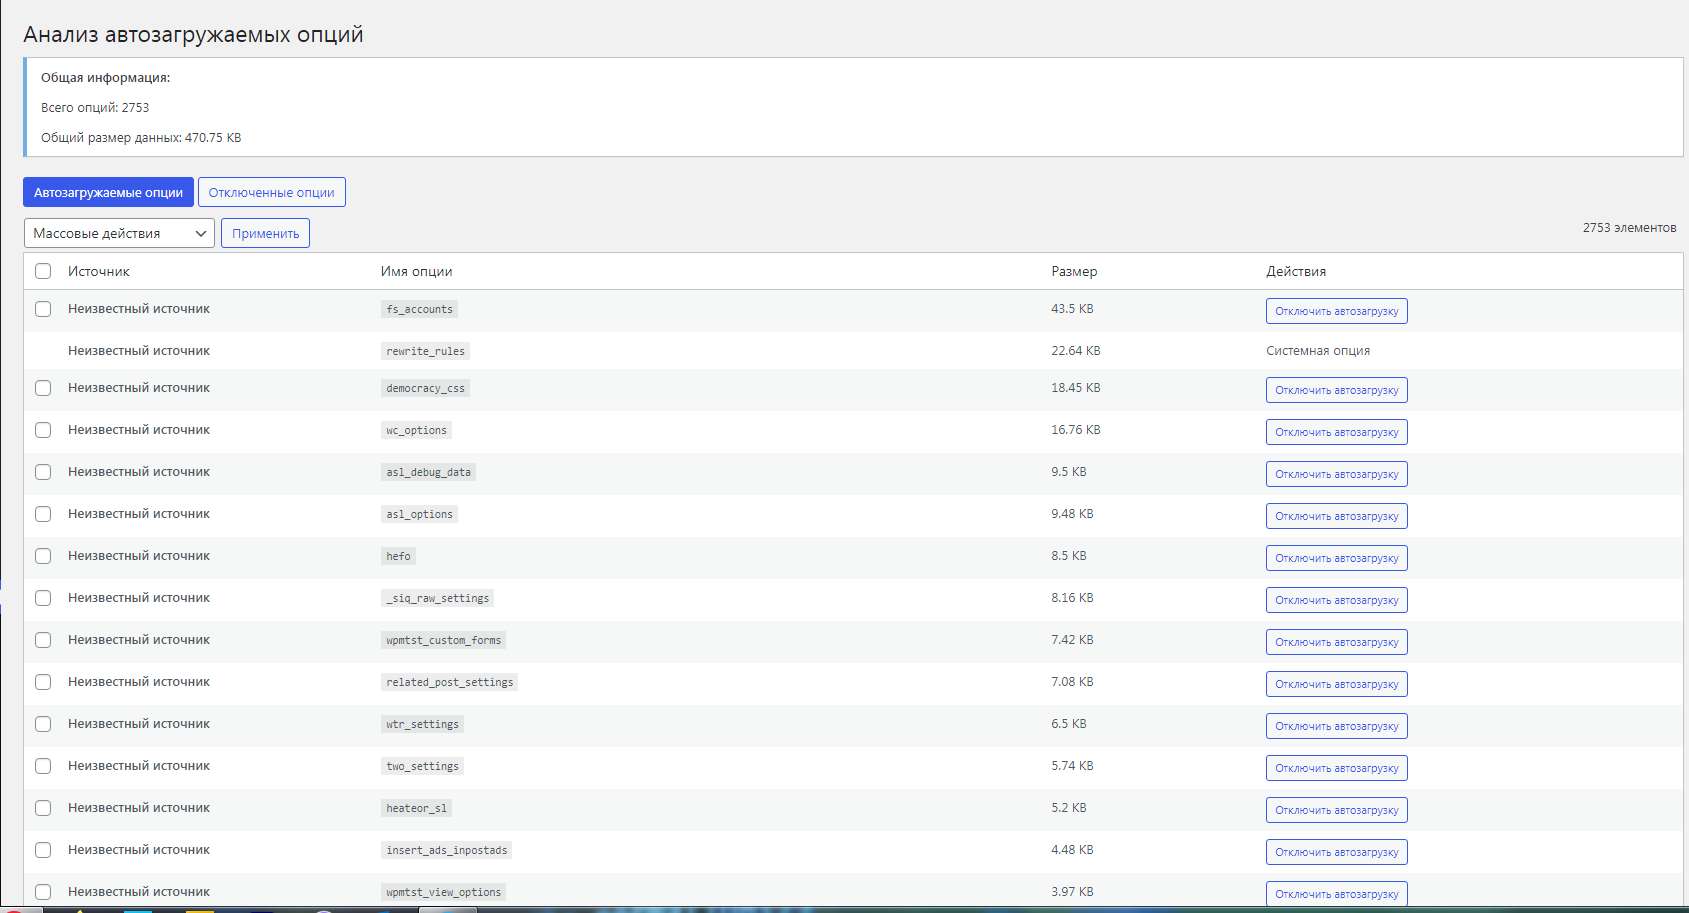 Анализ автозагружаемых опций
Общая информация:
Всего опций: 2753
Общий размер данных: 470.75 KB
Автозагружаемые опции Отключенные опции
Массовые действия Применить 2753 элементов
Источник Имя опции Размер Действия
Неизвестный источник fs_accounts 43.5 KB Отключить автозагрузку
Неизвестный источник rewrite_rules 22.64 KB Системная опция
Неизвестный источник democracy_css 18.45 KB Отключить автозагрузку
Неизвестный источник wc_options 16.76 KB Отключить автозагрузку
Неизвестный источник asl_debug_data 9.5 KB Отключить автозагрузку
Неизвестный источник asl_options 9.48 KB Отключить автозагрузку
Неизвестный источник hefo 8.5 KB Отключить автозагрузку
Неизвестный источник _siq_raw_settings 8.16 KB Отключить автозагрузку
Неизвестный источник wpmtst_custom_forms 7.42 KB Отключить автозагрузку
Неизвестный источник related_post_settings 7.08 KB Отключить автозагрузку
Неизвестный источник wtr_settings 6.5 KB Отключить автозагрузку
Неизвестный источник two_settings 5.74 KB Отключить автозагрузку
Неизвестный источник heateor_sl 5.2 KB Отключить автозагрузку
Неизвестный источник insert_ads_inpostads 4.48 KB Отключить автозагрузку
Неизвестный источник wpmtst_view_options 3.97 KB Отключить автозагрузку